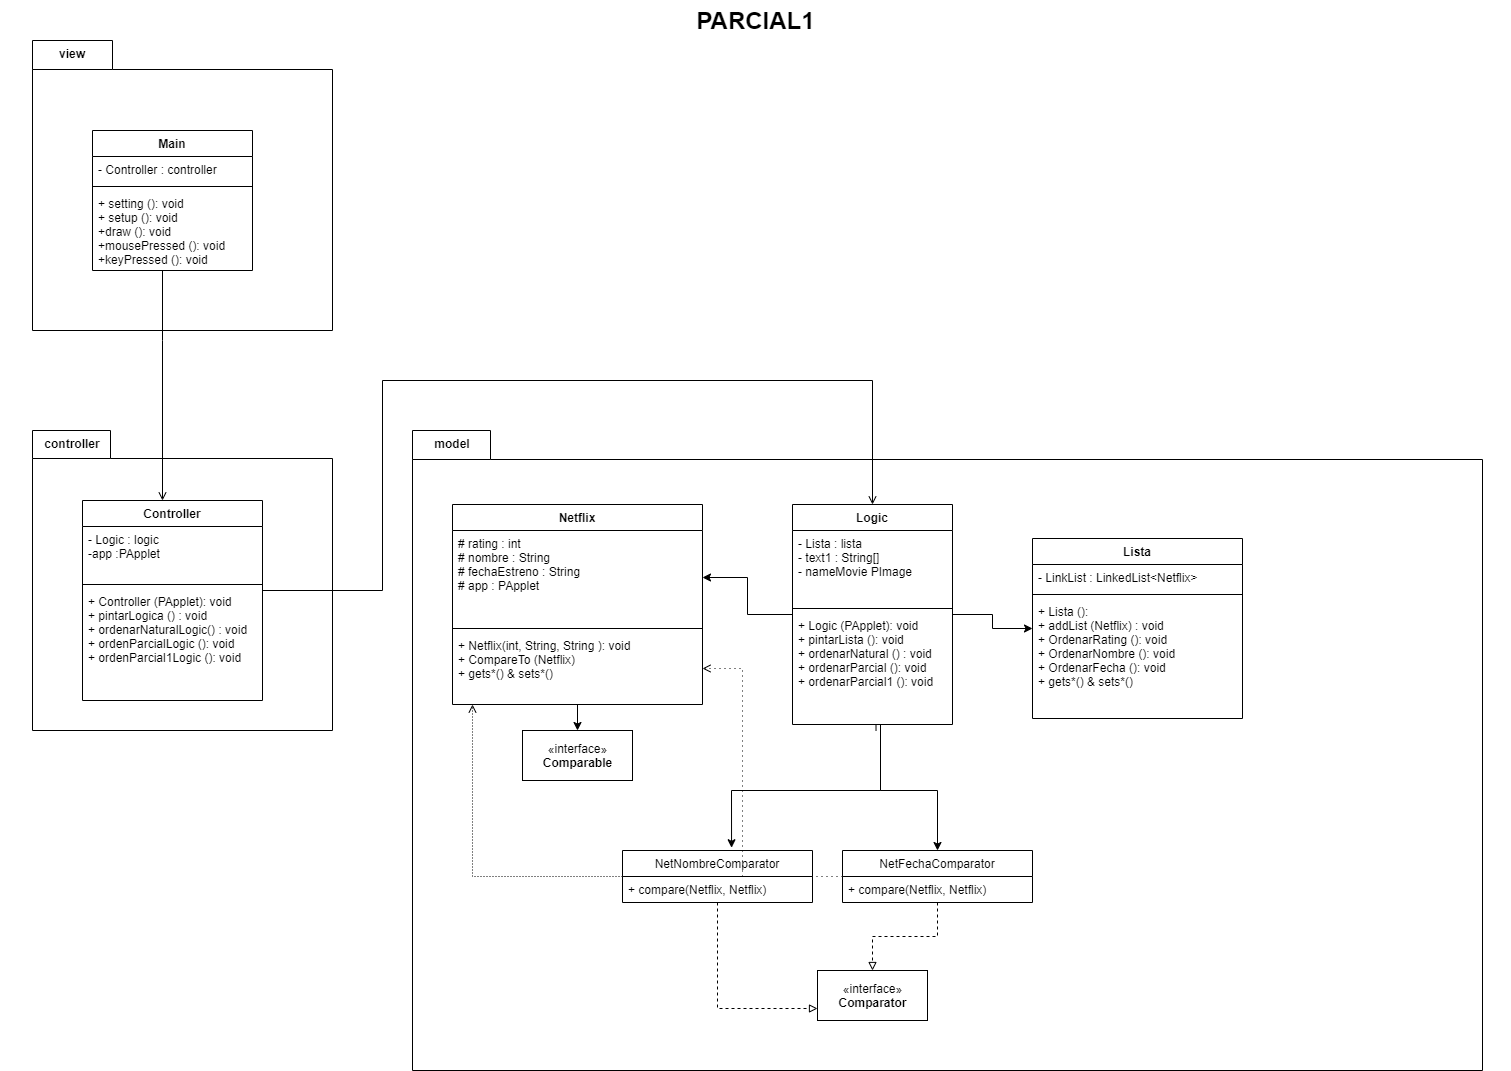 PARCIAL1
view
Main
- Controller : controller
+ setting (): void
+ setup (): void
+draw (): void
+mousePressed (): void
+keyPressed (): void
controller
Controller
- Logic : logic
-app :PApplet
+ Controller (PApplet): void
+ pintarLogica () : void
+ ordenarNaturalLogic() : void
+ ordenParcialLogic (): void
+ ordenParcial1Logic (): void
model
Netflix
# rating : int
# nombre : String
# fechaEstreno : String
# app : PApplet
+ Netflix(int, String, String ): void
+ CompareTo (Netflix)
+ gets*() & sets*()
«interface»
Comparable
Logic
- Lista : lista
- text1 : String[]
- nameMovie PImage
+ Logic (PApplet): void
+ pintarLista (): void
+ ordenarNatural () : void
+ ordenarParcial (): void
+ ordenarParcial1 (): void
Lista
- LinkList : LinkedList<Netflix>
+ Lista ():
+ addList (Netflix) : void
+ OrdenarRating (): void
+ OrdenarNombre (): void
+ OrdenarFecha (): void
+ gets*() & sets*()
NetNombreComparator
+ compare(Netflix, Netflix)
NetFechaComparator
+ compare(Netflix, Netflix)
«interface»
Comparator